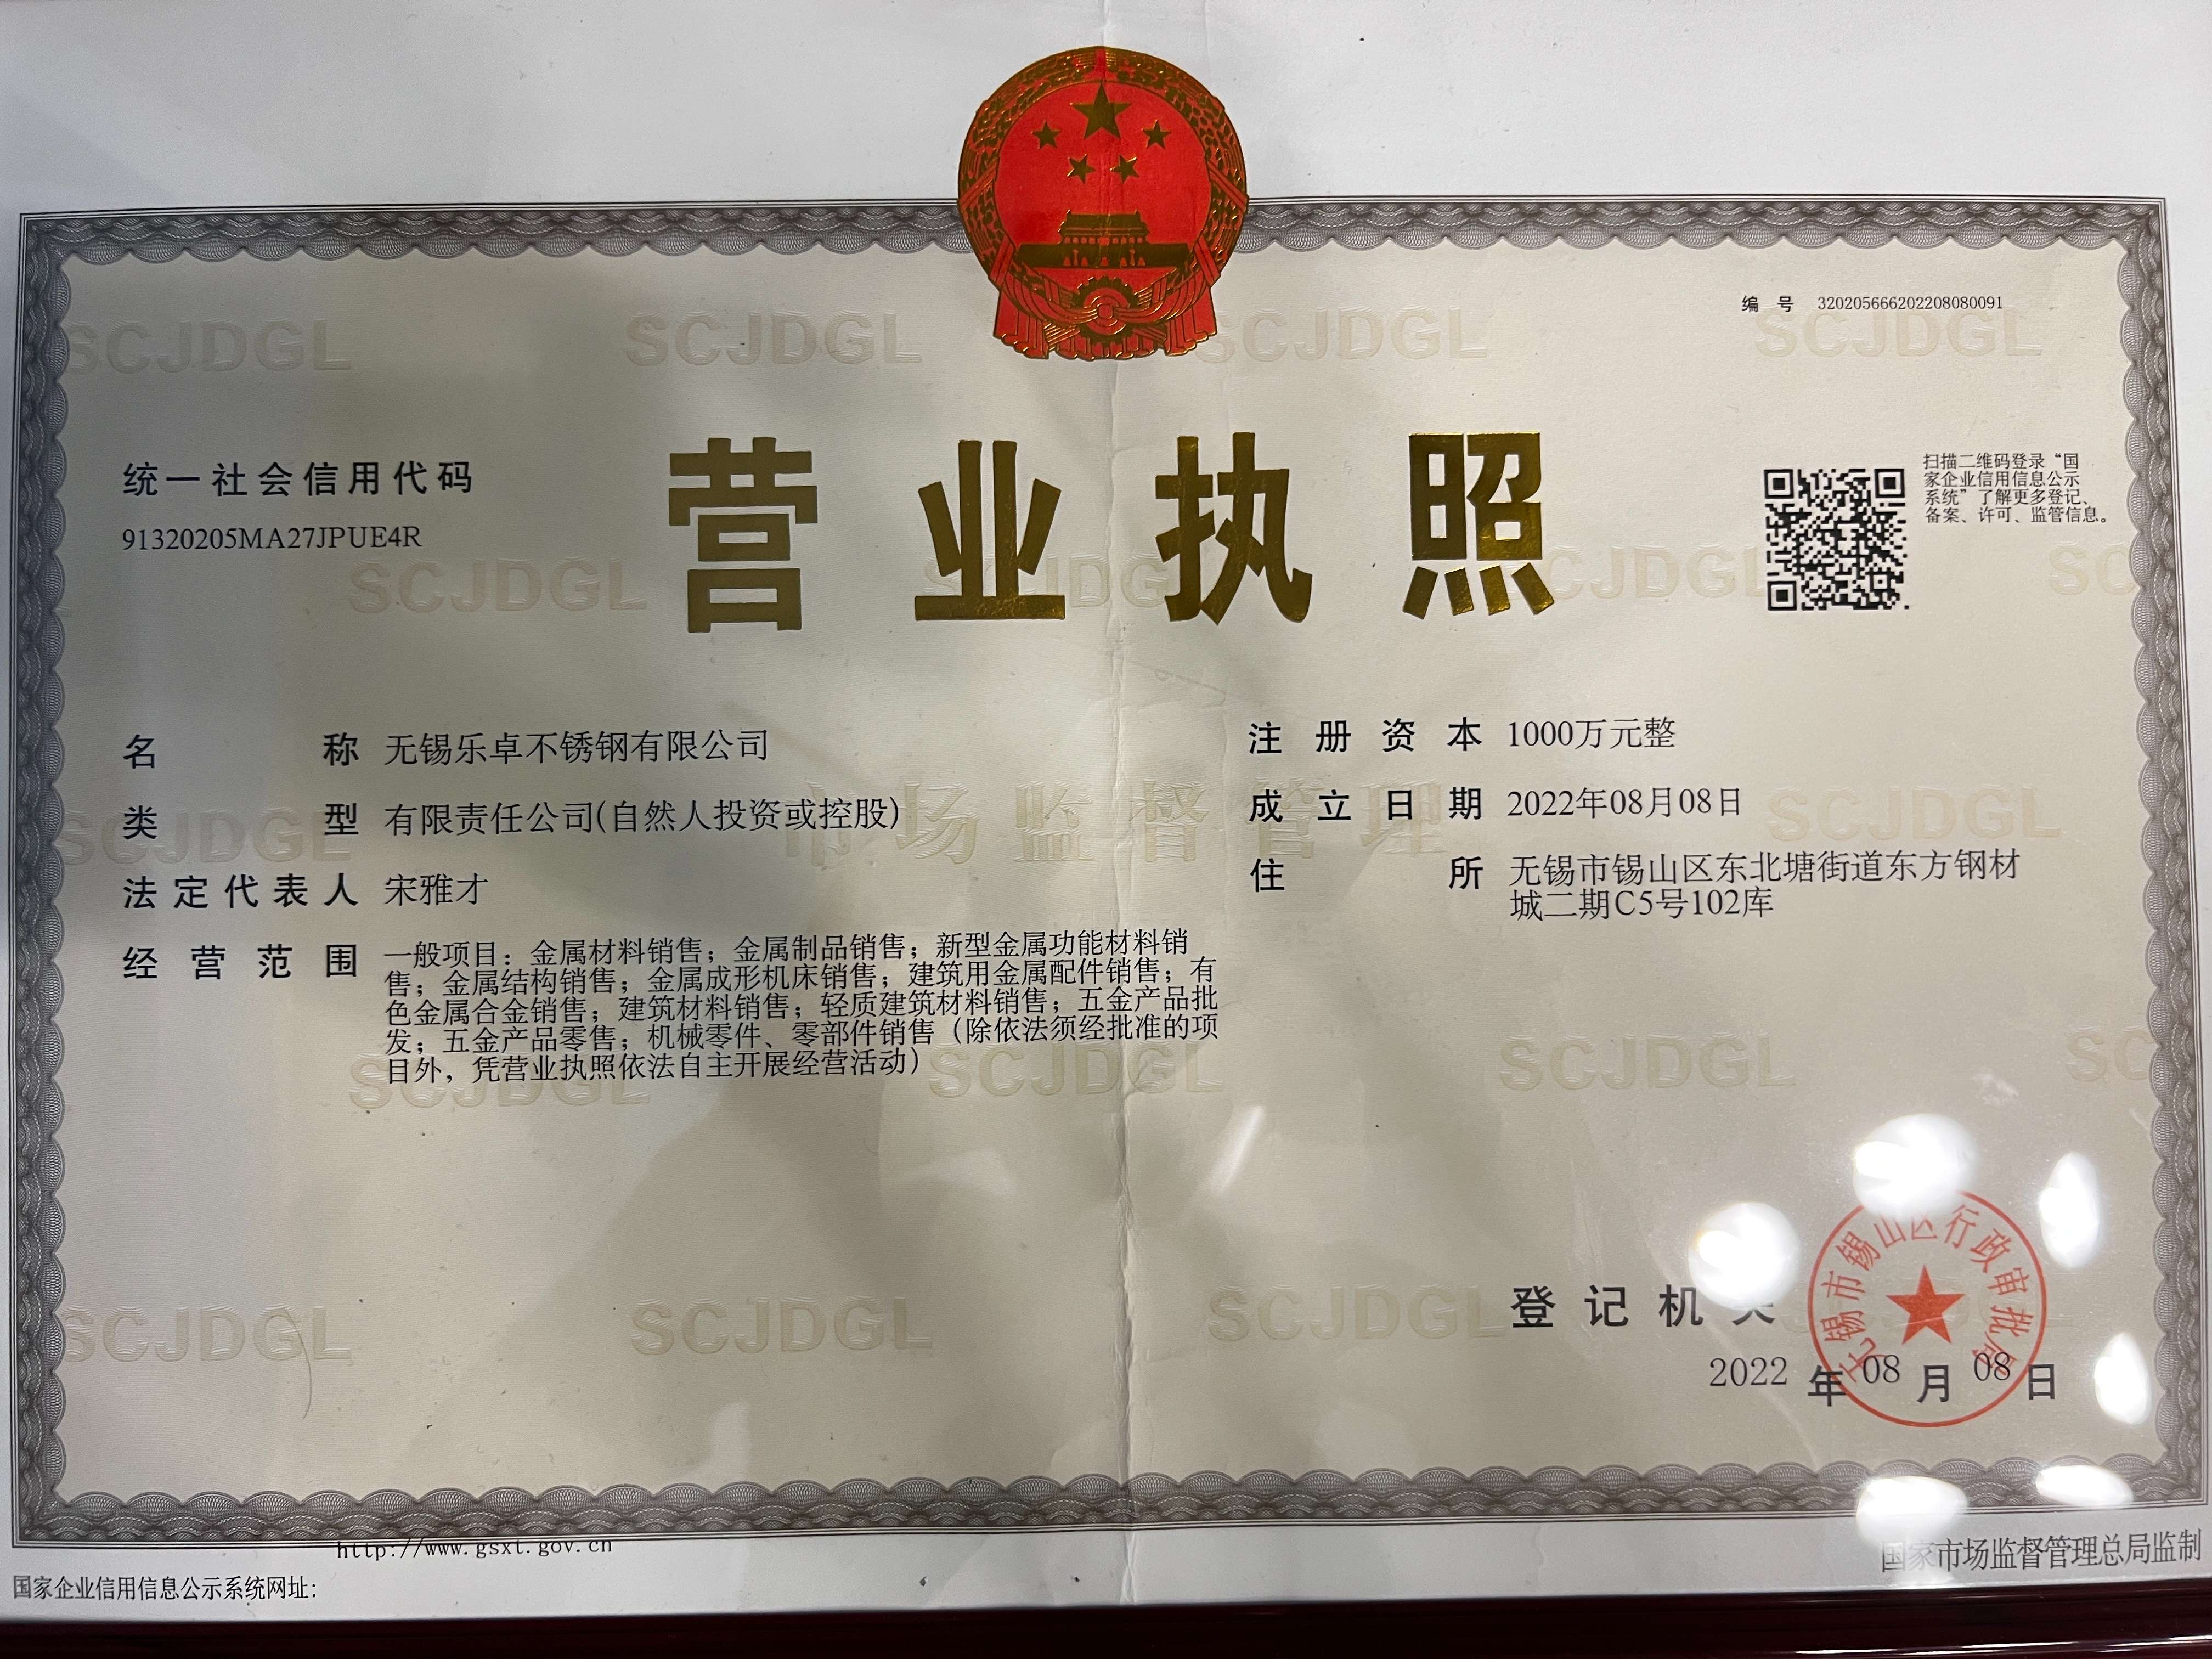 编 号 320205666202208080091
统一社会信用代码
91320205MA27JPUE4R
营业执照
扫描二维码登录“国
家企业信用信息公示
系统”了解更多登记、
备案、许可、监管信息。
名 称 无锡乐卓不锈钢有限公司
类 型 有限责任公司(自然人投资或控股)
法定代表人 宋雅才
经营范围 一般项目：金属材料销售；金属制品销售；新型金属功能材料销
售；金属结构销售；金属成形机床销售；建筑用金属配件销售；有
色金属合金销售；建筑材料销售；轻质建筑材料销售；五金产品批
发；五金产品零售；机械零件、零部件销售（除依法须经批准的项
目外，凭营业执照依法自主开展经营活动）
注册资本 1000万元整
成立日期 2022年08月08日
住 所 无锡市锡山区东北塘街道东方钢材
城二期C5号102库
市场监督管理
SCJDGL
登记机关
无锡市锡山区行政审批局
2022 年 08 月 08 日
http://www.gsxt.gov.cn
国家企业信用信息公示系统网址：
国家市场监督管理总局监制